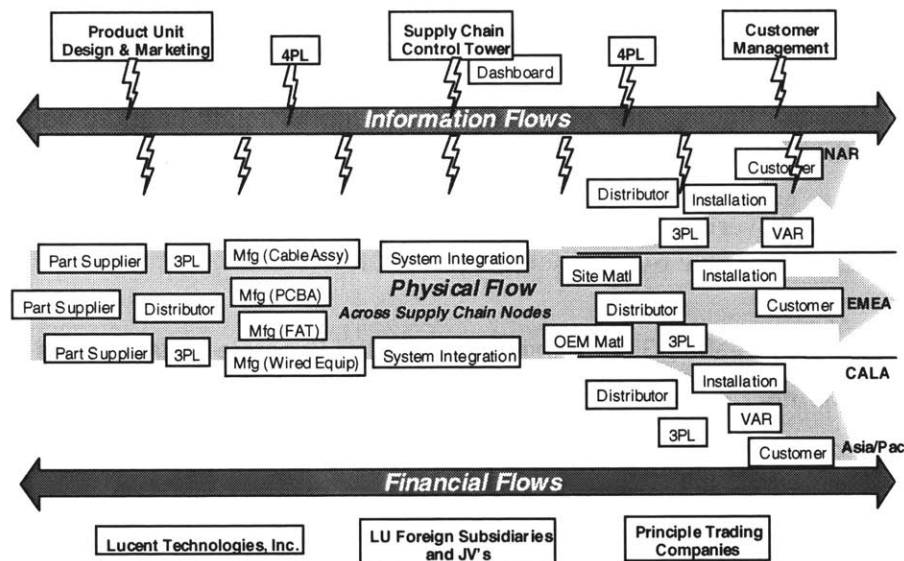 Product Unit
Design & Marketing
4PL
Supply Chain
Control Tower
Dashboard
4PL
Customer
Management
Information Flows
NAR
Customer
Distributor
Installation
3PL
VAR
Part Supplier
3PL
Mfg (Cable Assy)
System Integration
Site Matl
Installation
Part Supplier
Distributor
Mfg (PCBA)
Physical Flow
Across Supply Chain Nodes
Distributor
Customer
EMEA
Mfg (FAT)
Part Supplier
3PL
Mfg (Wired Equip)
System Integration
OEM Matl
3PL
CALA
Installation
Distributor
VAR
3PL
Customer
Asia/Pac
Financial Flows
Lucent Technologies, Inc.
LU Foreign Subsidiaries
and JV's
Principle Trading
Companies